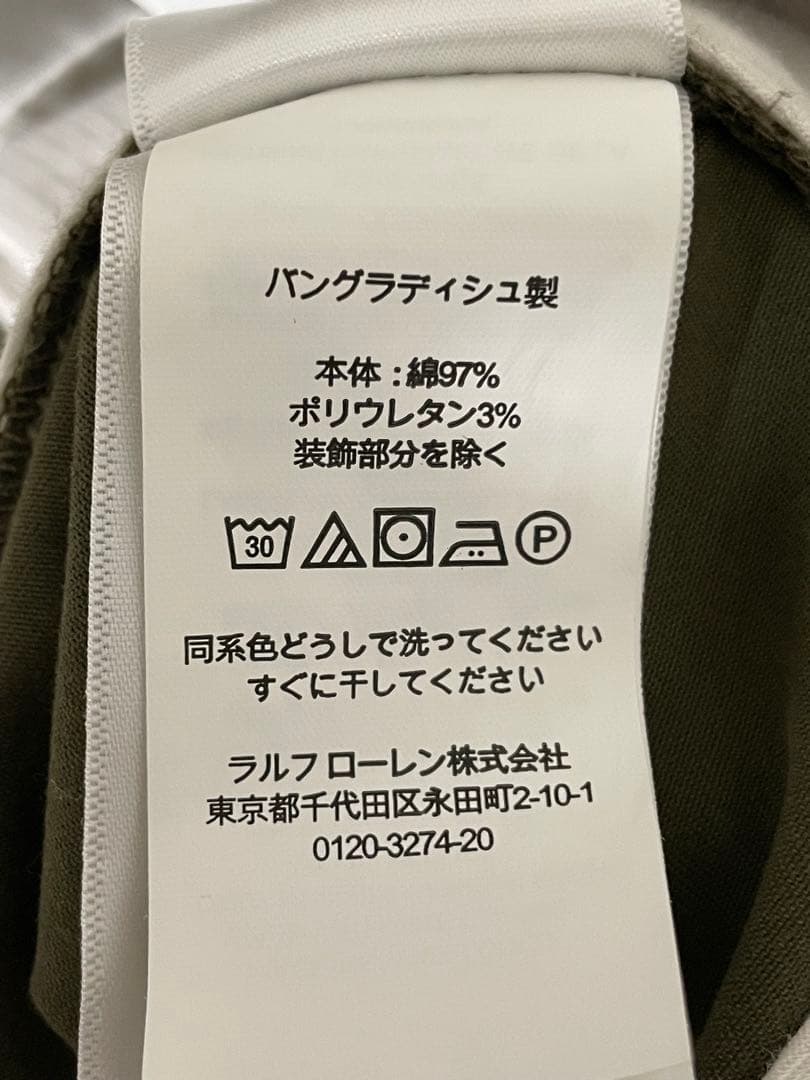 バングラディシュ製
本体 : 綿97%
ポリウレタン3%
装飾部分を除く
30 P
同系色どうしで洗ってください
すぐに干してください
ラルフ ローレン株式会社
東京都千代田区永田町2-10-1
0120-3274-20